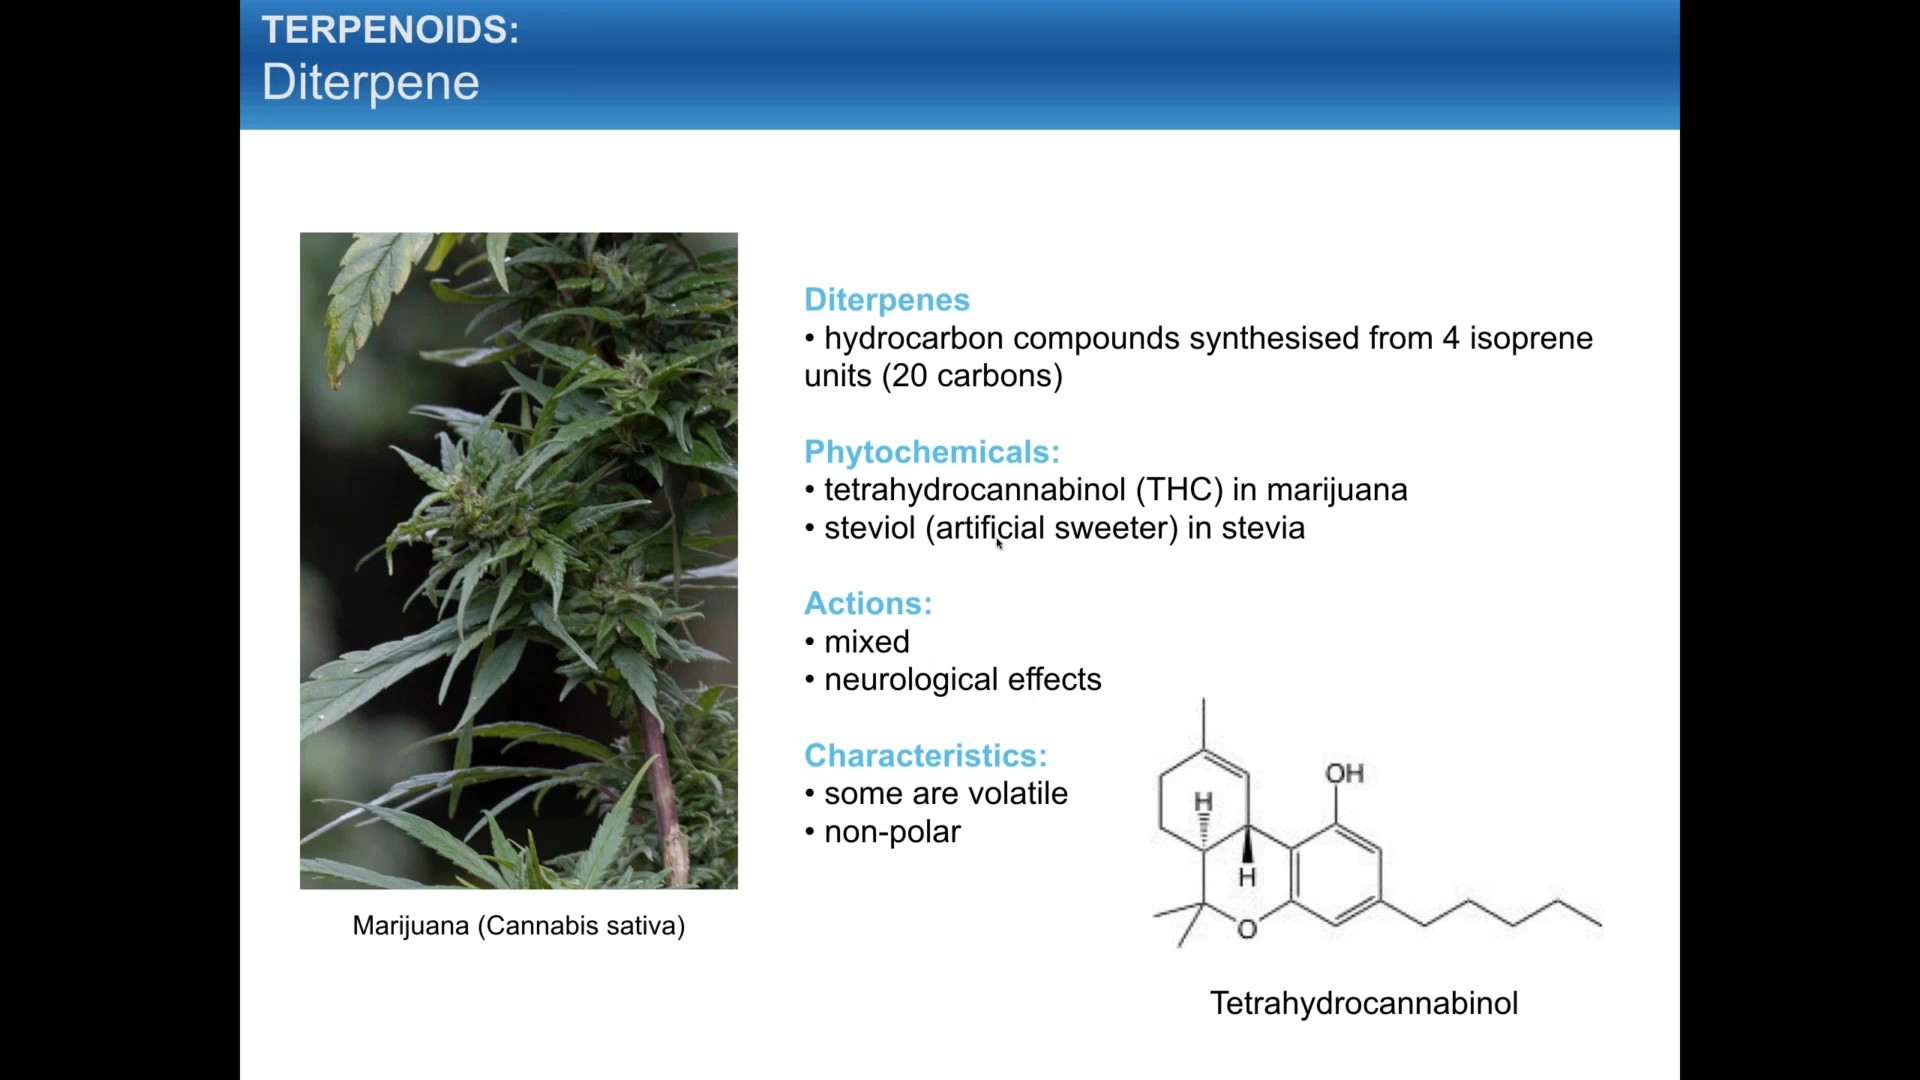 TERPENOIDS:
Diterpene
Diterpenes
• hydrocarbon compounds synthesised from 4 isoprene
units (20 carbons)
Phytochemicals:
• tetrahydrocannabinol (THC) in marijuana
• steviol (artificial sweeter) in stevia
Actions:
• mixed
• neurological effects
Characteristics:
• some are volatile
• non-polar
OH
H
H
O
Marijuana (Cannabis sativa)
Tetrahydrocannabinol